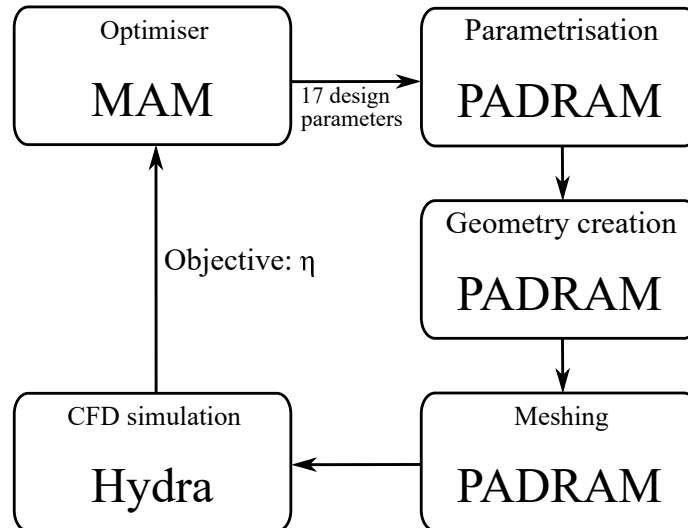 Optimiser
MAM
17 design
parameters
Parametrisation
PADRAM
Geometry creation
PADRAM
Objective: η
CFD simulation
Hydra
Meshing
PADRAM